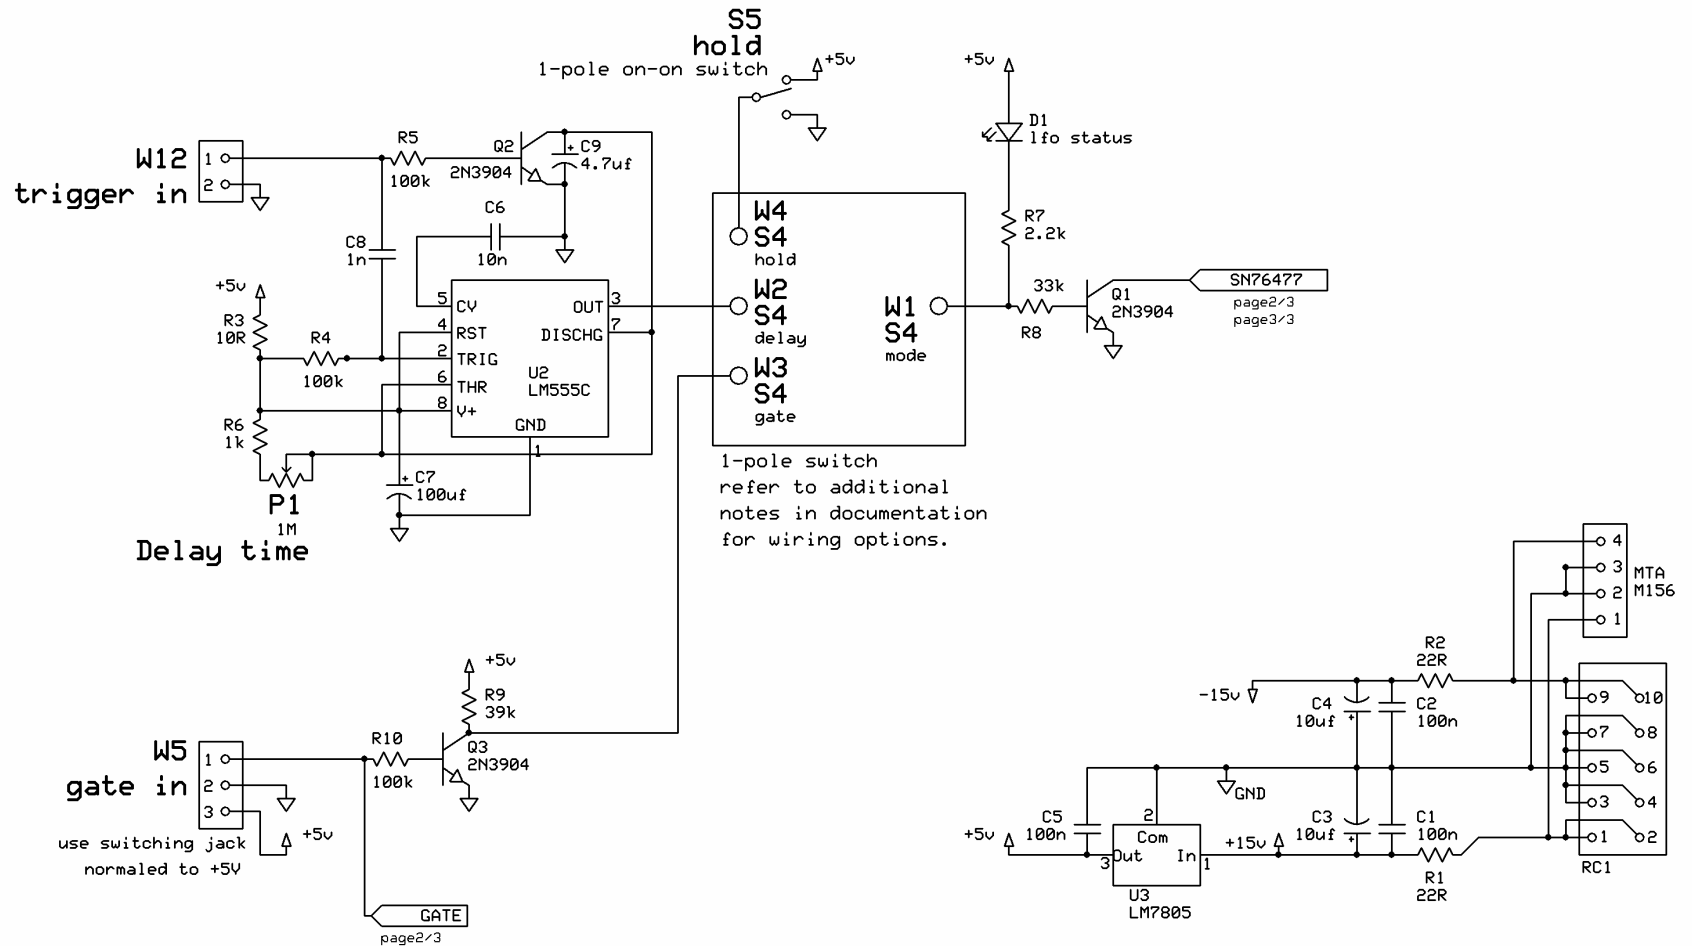 S5
hold
1-pole on-on switch
+5v
+5v
D1
lfo status
W12
trigger in
1
2
R5
100k
Q2
2N3904
C9
+
4.7uf
C6
10n
C8
1n
+5v
R3
10R
R4
100k
R6
1k
P1
1M
Delay time
5 CV
4 RST
2 TRIG
6 THR
8 V+
OUT 3
DISCHG 7
U2
LM555C
GND
1
C7
+
100uf
W4
S4
hold
W2
S4
delay
W3
S4
gate
W1
S4
mode
1-pole switch
refer to additional
notes in documentation
for wiring options.
R7
2.2k
33k
R8
Q1
2N3904
SN76477
page2/3
page3/3
+5v
R9
39k
W5
gate in
1
2
3
R10
100k
Q3
2N3904
+5v
use switching jack
normaled to +5V
GATE
page2/3
4
3
2
1
MTA
M156
R2
22R
-15v
C4
10uf
+
C2
100n
9
10
7
8
5
6
3
4
1
2
RC1
GND
C5
100n
+5v
2
Com
Out
In
3
1
U3
LM7805
+15v
C3
10uf
+
C1
100n
R1
22R